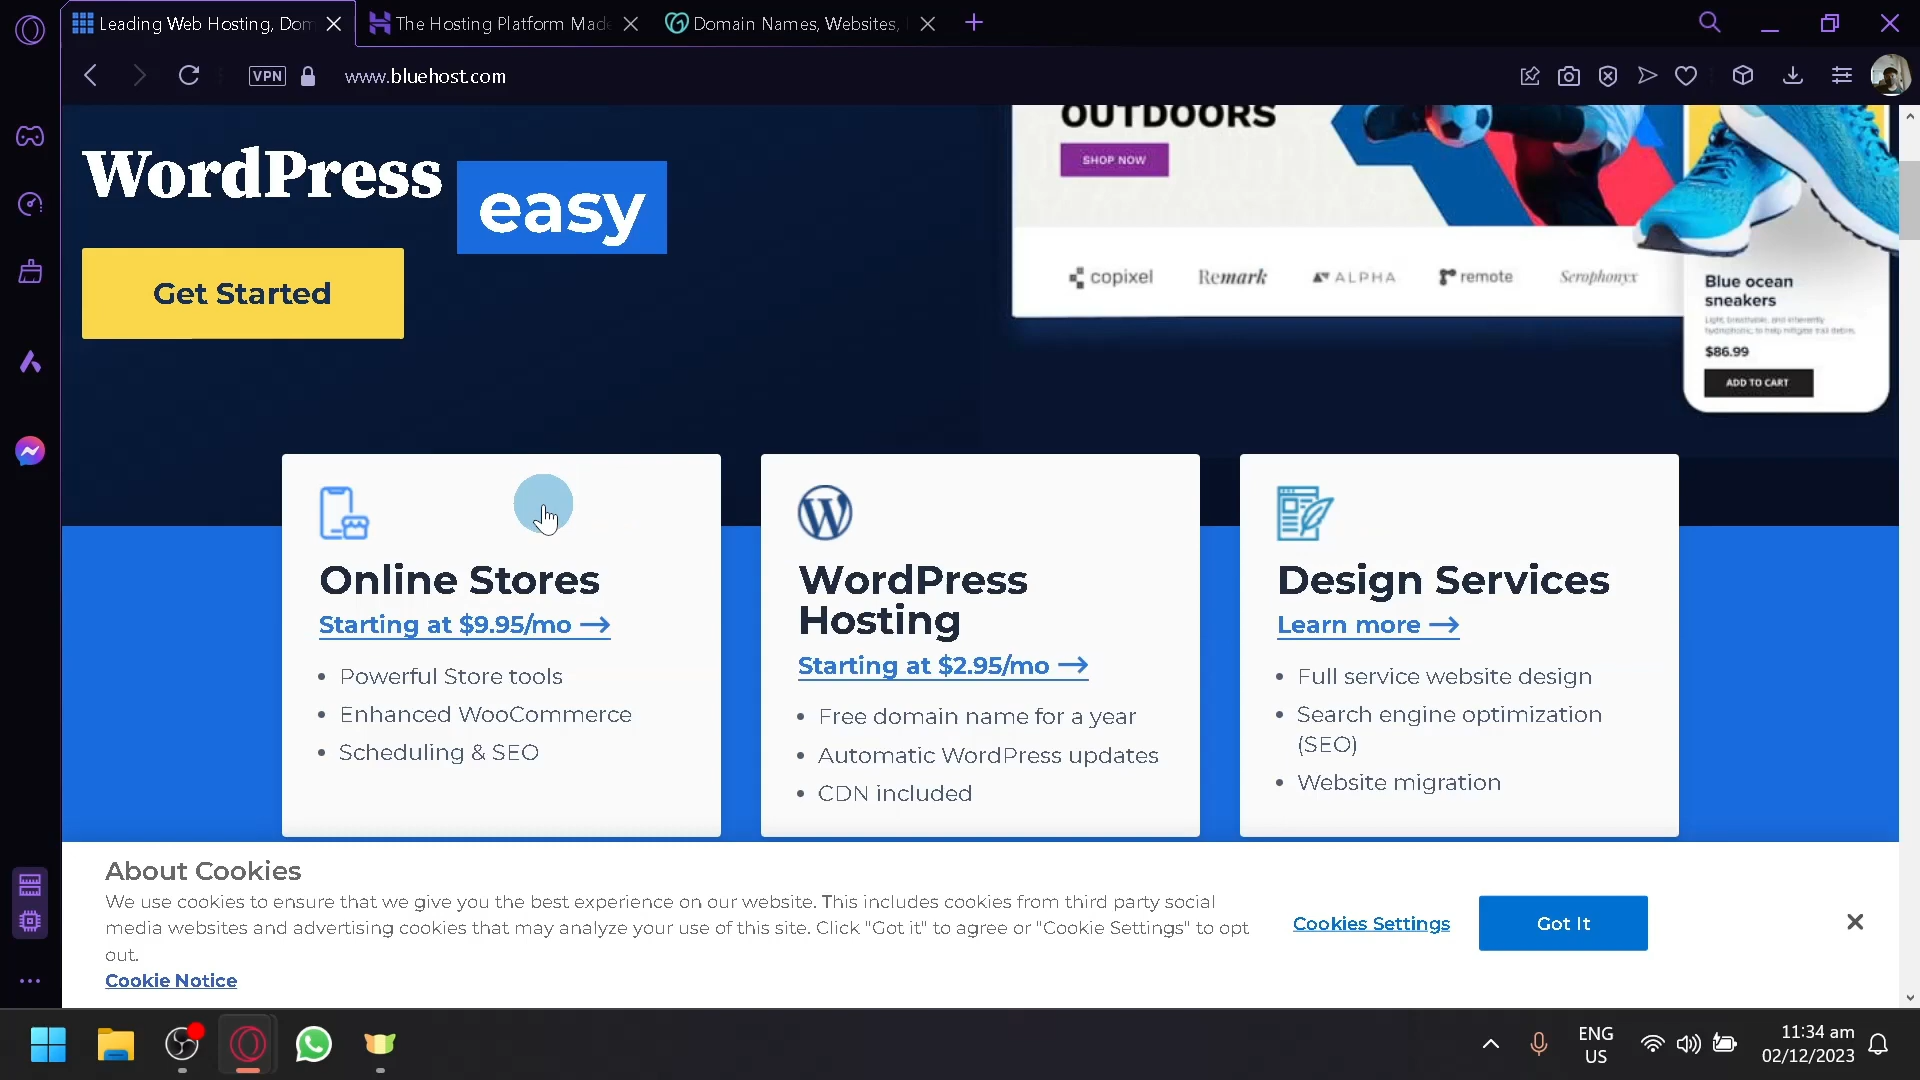 Leading Web Hosting, Dom
The Hosting Platform Made
Domain Names, Websites,
VPN
www.bluehost.com
OUTDOORS
SHOP NOW
WordPress
easy
Get Started
copixel
Remark
ALPHA
remote
Serophonyx
Blue ocean
sneakers
Light, breathable, and inherently
$86.99
ADD TO CART
Online Stores
Starting at $9.95/mo →
• Powerful Store tools
• Enhanced WooCommerce
• Scheduling & SEO
WordPress
Hosting
Starting at $2.95/mo →
• Free domain name for a year
• Automatic WordPress updates
• CDN included
Design Services
Learn more →
• Full service website design
• Search engine optimization
(SEO)
• Website migration
About Cookies
We use cookies to ensure that we give you the best experience on our website. This includes cookies from third party social
media websites and advertising cookies that may analyze your use of this site. Click "Got it" to agree or "Cookie Settings" to opt
out.
Cookie Notice
Cookies Settings
Got It
ENG
US
11:34 am
02/12/2023